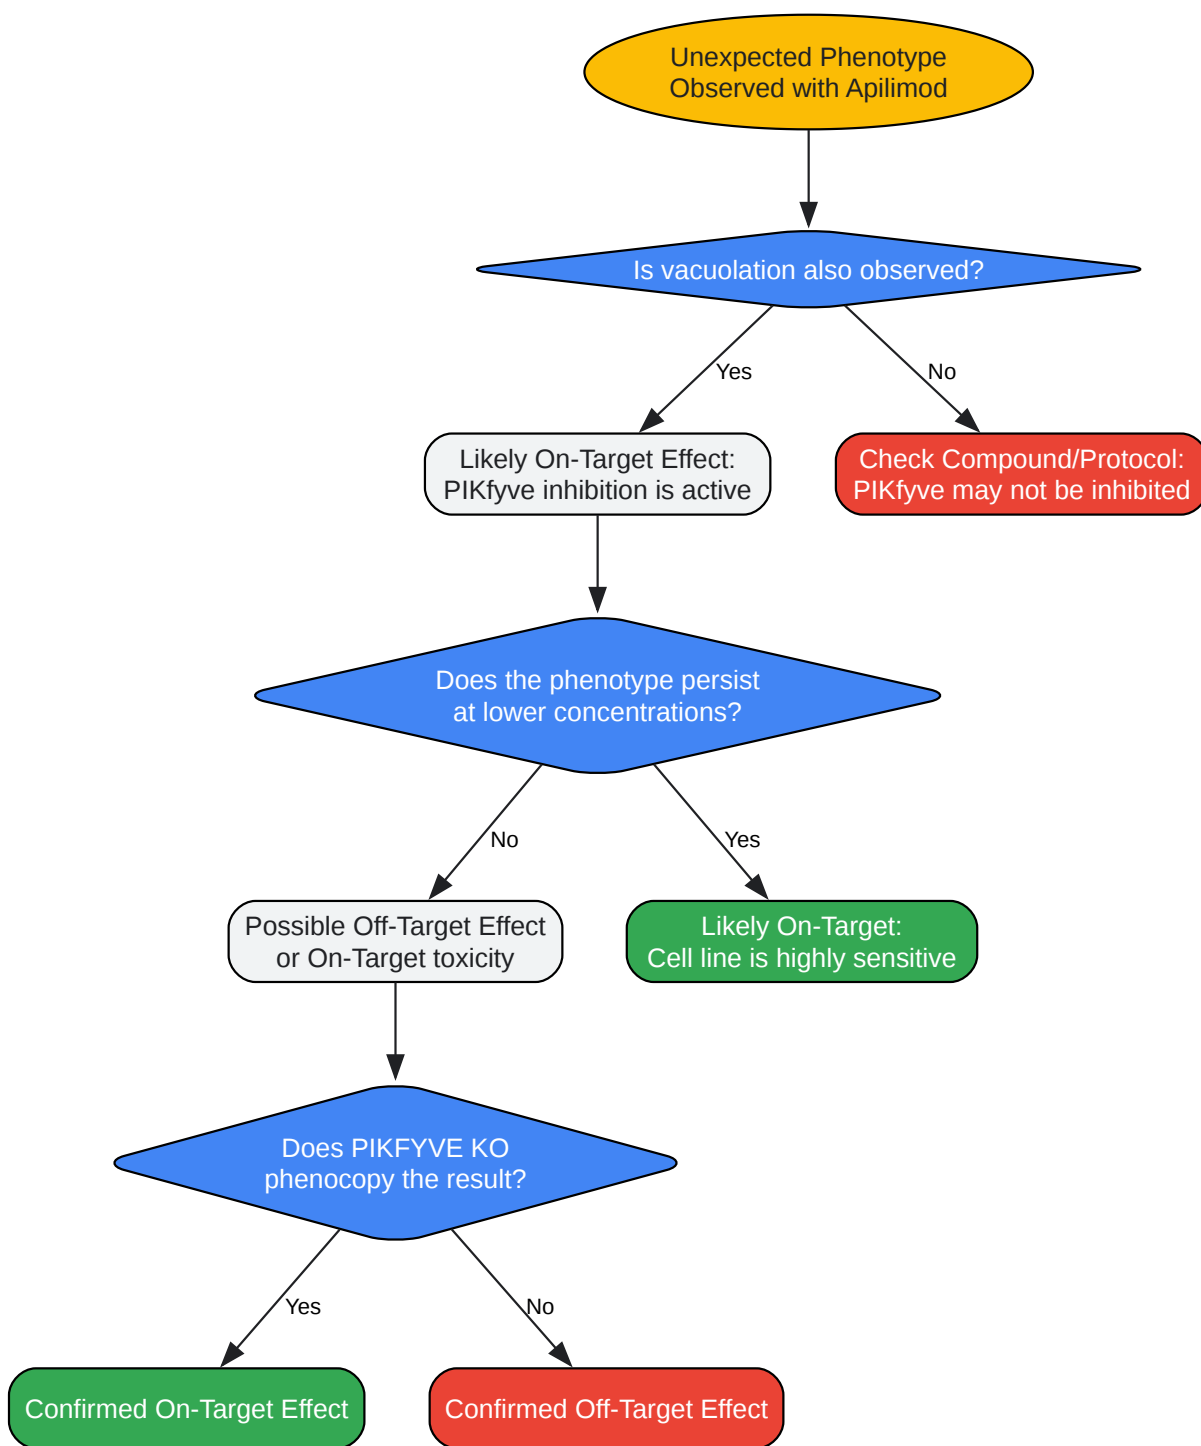 Unexpected Phenotype
Observed with Apilimod
Is vacuolation also observed?
Yes
No
Likely On-Target Effect:
PIKfyve inhibition is active
Check Compound/Protocol:
PIKfyve may not be inhibited
Does the phenotype persist
at lower concentrations?
No
Yes
Possible Off-Target Effect
or On-Target toxicity
Likely On-Target:
Cell line is highly sensitive
Does PIKFYVE KO
phenocopy the result?
Yes
No
Confirmed On-Target Effect
Confirmed Off-Target Effect